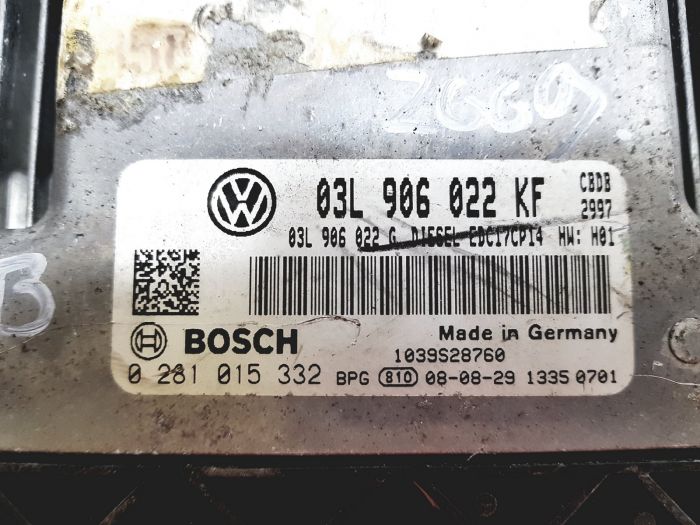 03L 906 022 KF CBDB
2997
03L 906 022 G DIESEL EDC17CP14 HW: H01
BOSCH Made in Germany
1039S28760
0 281 015 332 BPG 810 08-08-29 1335 0701
B